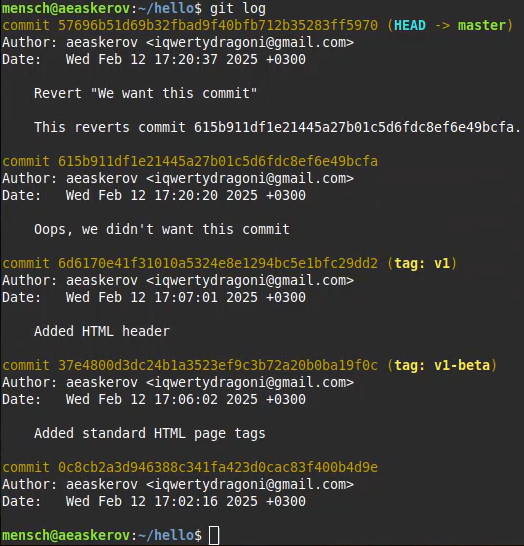 mensch@aeaskerov:~/hello$ git log
commit 57696b51d69b32fbad9f40bfb712b35283ff5970 (HEAD -> master)
Author: aeaskerov <iqwertydragoni@gmail.com>
Date:   Wed Feb 12 17:20:37 2025 +0300

    Revert "We want this commit"

    This reverts commit 615b911df1e21445a27b01c5d6fdc8ef6e49bcfa.

commit 615b911df1e21445a27b01c5d6fdc8ef6e49bcfa
Author: aeaskerov <iqwertydragoni@gmail.com>
Date:   Wed Feb 12 17:20:20 2025 +0300

    Oops, we didn't want this commit

commit 6d6170e41f31010a5324e8e1294bc5e1bfc29dd2 (tag: v1)
Author: aeaskerov <iqwertydragoni@gmail.com>
Date:   Wed Feb 12 17:07:01 2025 +0300

    Added HTML header

commit 37e4800d3dc24b1a3523ef9c3b72a20b0ba19f0c (tag: v1-beta)
Author: aeaskerov <iqwertydragoni@gmail.com>
Date:   Wed Feb 12 17:06:02 2025 +0300

    Added standard HTML page tags

commit 0c8cb2a3d946388c341fa423d0cac83f400b4d9e
Author: aeaskerov <iqwertydragoni@gmail.com>
Date:   Wed Feb 12 17:02:16 2025 +0300

mensch@aeaskerov:~/hello$